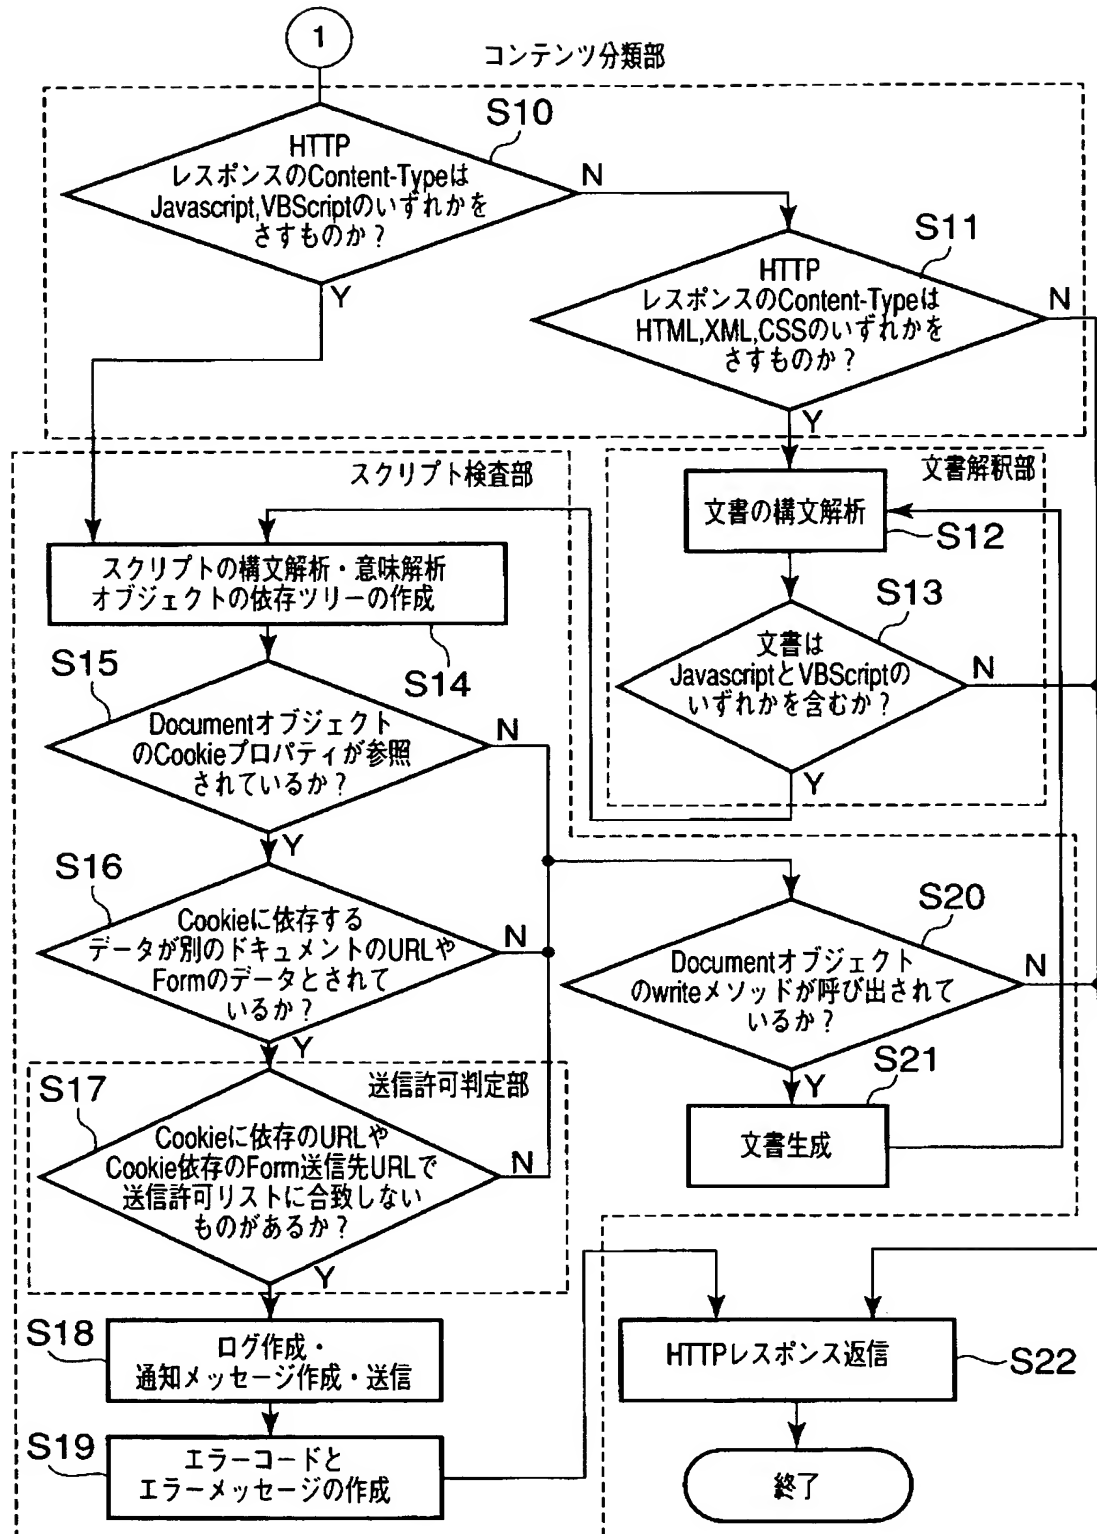 1
コンテンツ分類部
S10
HTTP
レスポンスのContent-Typeは
Javascript,VBScriptのいずれかを
さすものか？
N
Y
S11
HTTP
レスポンスのContent-Typeは
HTML,XML,CSSのいずれかを
さすものか？
N
Y
スクリプト検査部
文書解釈部
文書の構文解析
S12
スクリプトの構文解析・意味解析
オブジェクトの依存ツリーの作成
S14
S13
文書は
JavascriptとVBScriptの
いずれかを含むか？
N
Y
S15
Documentオブジェクト
のCookieプロパティが参照
されているか？
N
Y
S16
Cookieに依存する
データが別のドキュメントのURLや
Formのデータとされて
いるか？
N
Y
S20
Documentオブジェクト
のwriteメソッドが呼び出されて
いるか？
N
Y
S21
文書生成
S17
送信許可判定部
Cookieに依存のURLや
Cookie依存のForm送信先URLで
送信許可リストに合致しない
ものがあるか？
N
Y
S18
ログ作成・
通知メッセージ作成・送信
S19
エラーコードと
エラーメッセージの作成
HTTPレスポンス返信
S22
終了